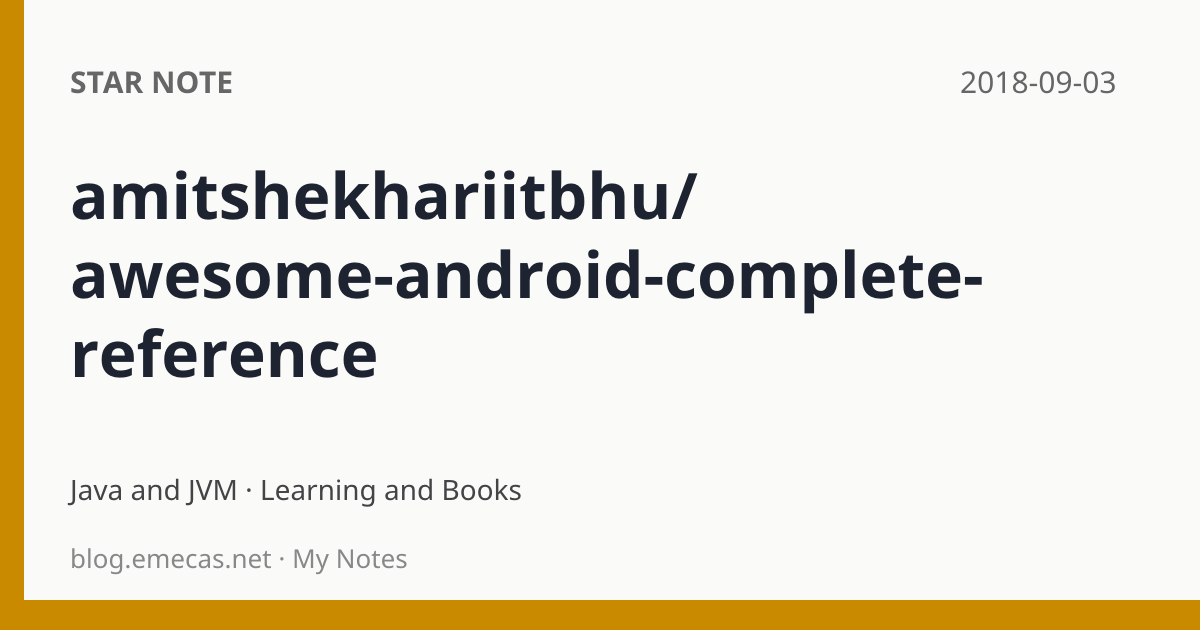 STAR NOTE
2018-09-03
amitshekhariitbhu/
awesome-android-complete-
reference
Java and JVM · Learning and Books
blog.emecas.net · My Notes